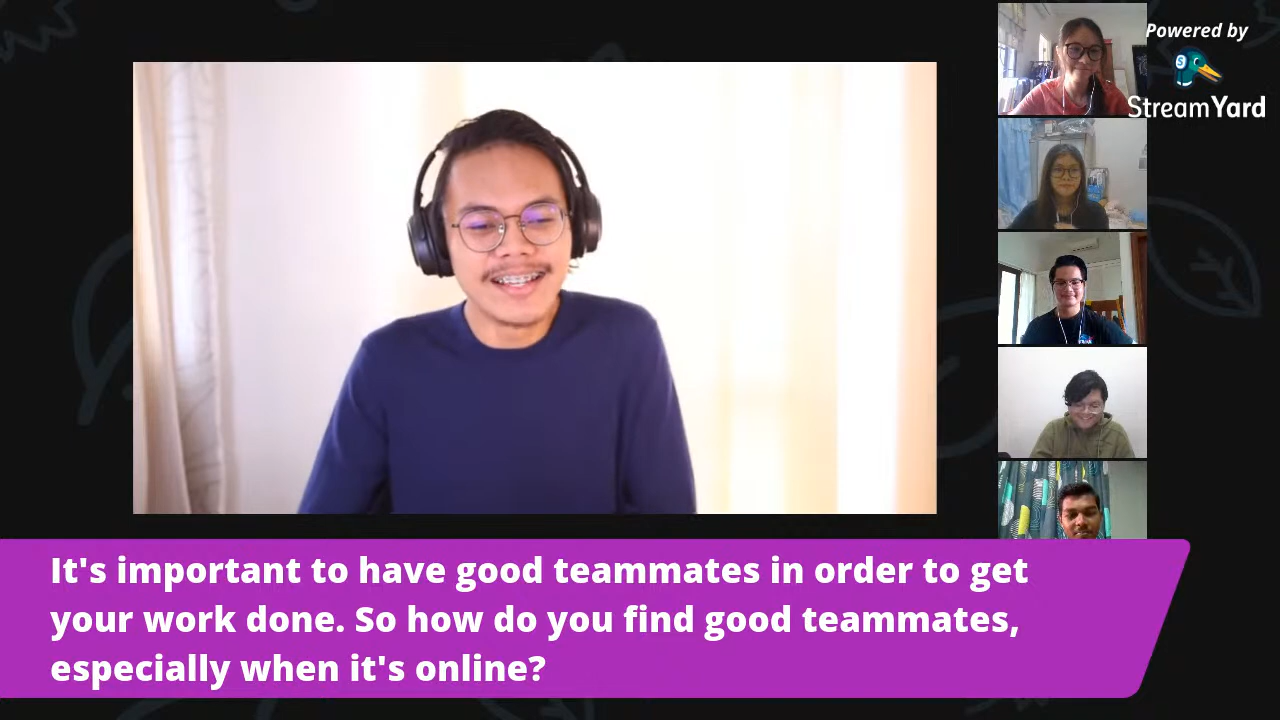 Powered by
StreamYard
It's important to have good teammates in order to get
your work done. So how do you find good teammates,
especially when it's online?